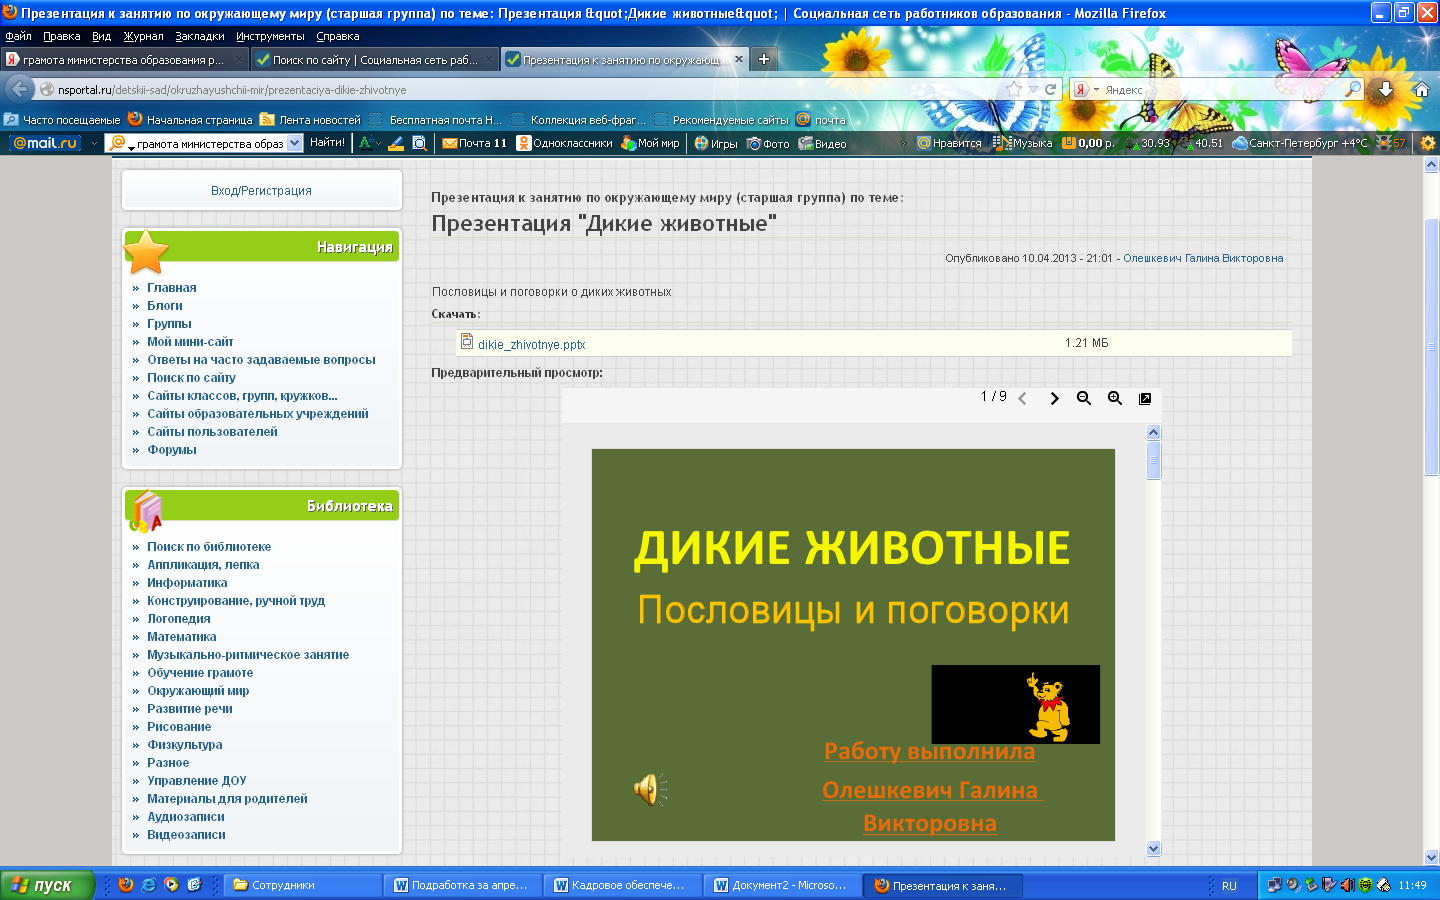 Презентация к занятию по окружающему миру (старшая группа) по теме: Презентация &quot;Дикие животные&quot; | Социальная сеть работников образования - Mozilla Firefox
Файл Правка Вид Журнал Закладки Инструменты Справка
грамота министерства образования р... Поиск по сайту | Социальная сеть раб... Презентация к занятию по окружающ...
nsportal.ru/detskii-sad/okruzhayushchii-mir/prezentaciya-dikie-zhivotnye Яндекс
Часто посещаемые Начальная страница Лента новостей Бесплатная почта H... Коллекция веб-фраг... Рекомендуемые сайты почта
@mail.ru грамота министерства образ Найти! Почта 11 Одноклассники Мой мир Игры Фото Видео Нравится Музыка 0,00 р. 30.93 40.51 Санкт-Петербург +4°C 57
Вход/Регистрация
Навигация
» Главная
» Блоги
» Группы
» Мой мини-сайт
» Ответы на часто задаваемые вопросы
» Поиск по сайту
» Сайты классов, групп, кружков...
» Сайты образовательных учреждений
» Сайты пользователей
» Форумы
Библиотека
» Поиск по библиотеке
» Аппликация, лепка
» Информатика
» Конструирование, ручной труд
» Логопедия
» Математика
» Музыкально-ритмическое занятие
» Обучение грамоте
» Окружающий мир
» Развитие речи
» Рисование
» Физкультура
» Разное
» Управление ДОУ
» Материалы для родителей
» Аудиозаписи
» Видеозаписи
Презентация к занятию по окружающему миру (старшая группа) по теме:
Презентация "Дикие животные"
Опубликовано 10.04.2013 - 21:01 - Олешкевич Галина Викторовна
Пословицы и поговорки о диких животных
Скачать:
dikie_zhivotnye.pptx 1.21 МБ
Предварительный просмотр:
1 / 9
ДИКИЕ ЖИВОТНЫЕ
Пословицы и поговорки
Работу выполнила
Олешкевич Галина
Викторовна
пуск Сотрудники Подработка за апре... Кадровое обеспече... Документ2 - Microso... Презентация к заня... RU 11:49